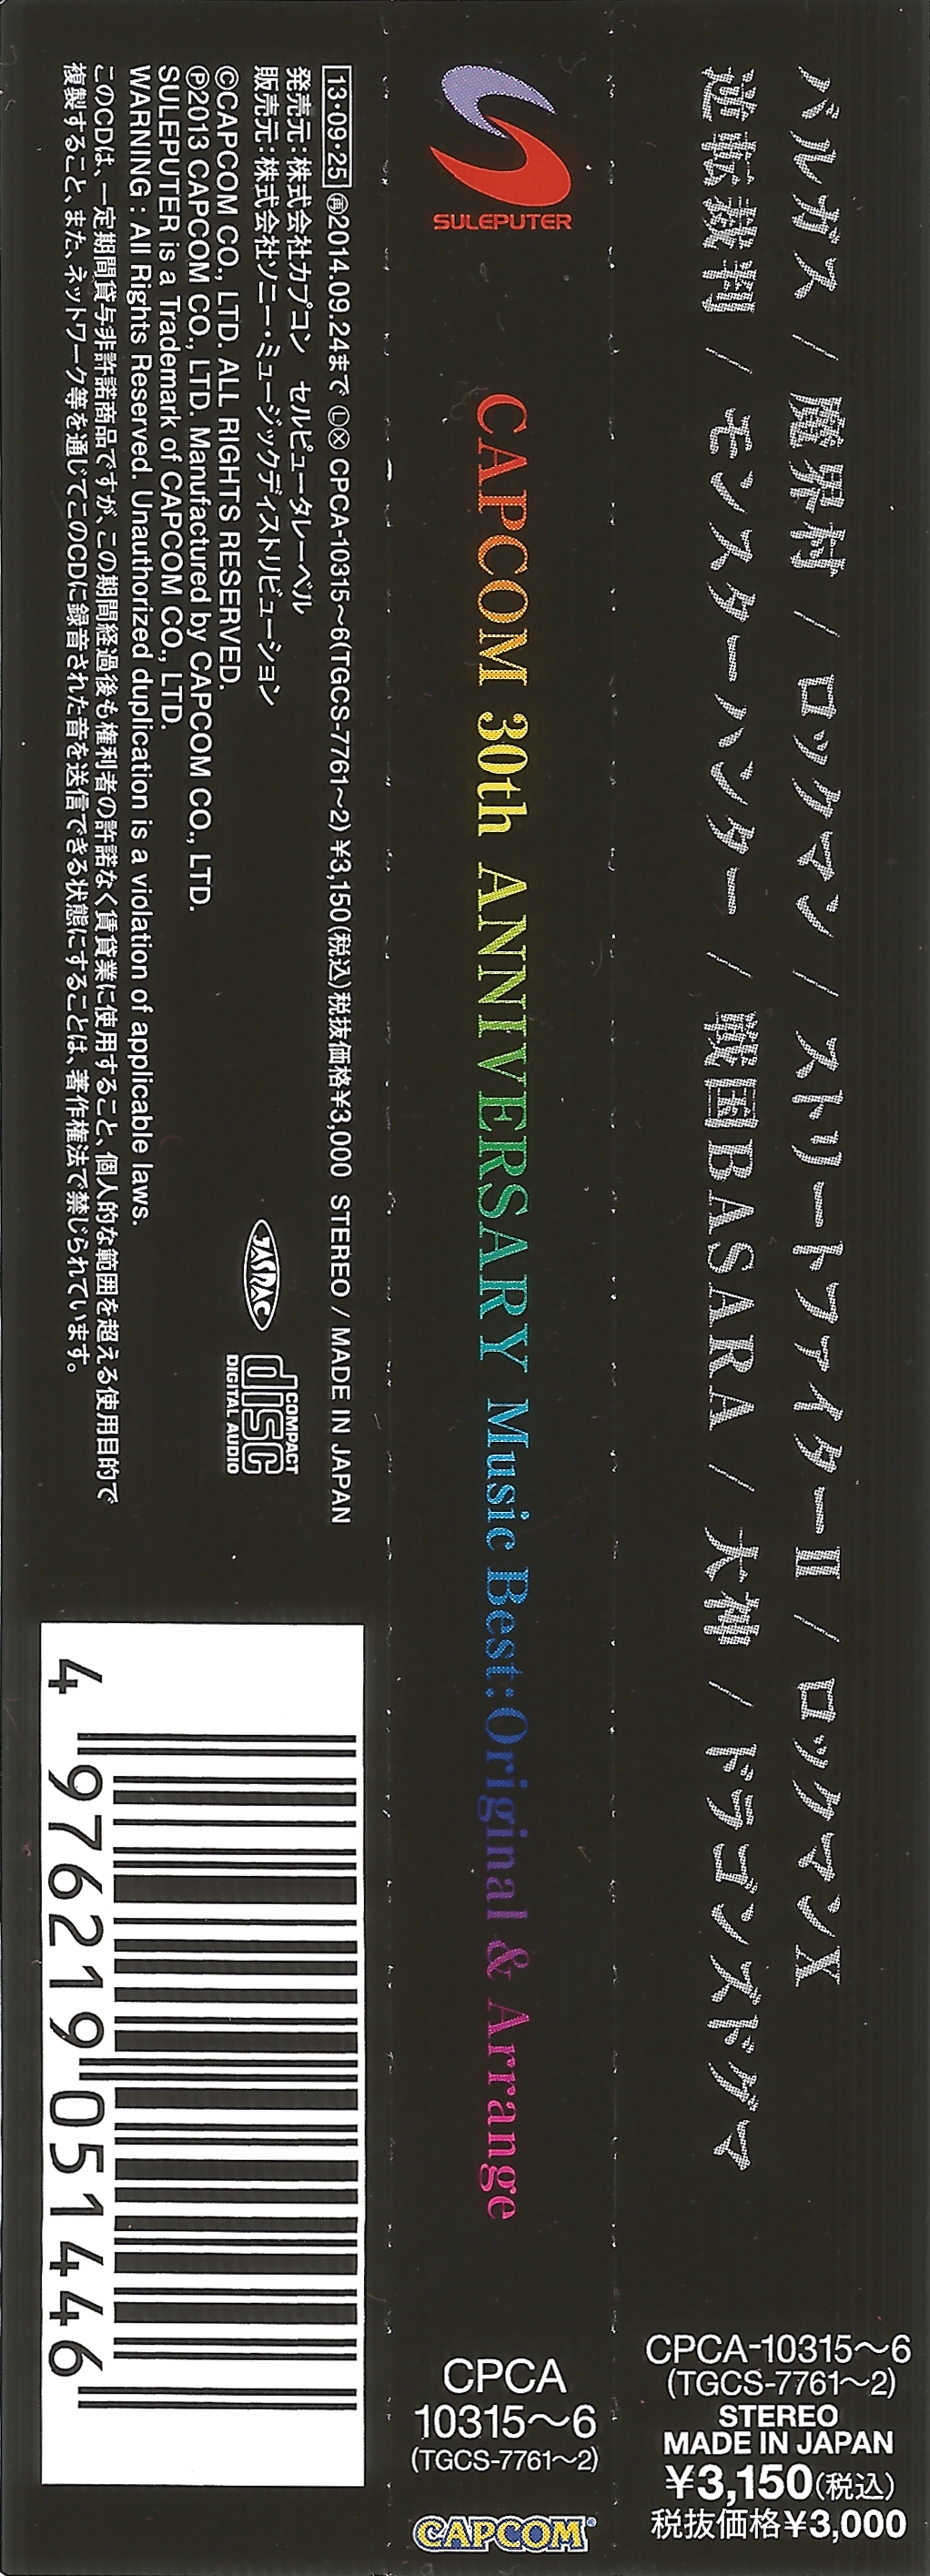 バルガス / 魔界村 / ロックマン / ストリートファイターII / ロックマンX
逆転裁判 / モンスターハンター / 戦国BASARA / 大神 / ドラゴンズドグマ
CPCA-10315～6
(TGCS-7761～2)
STEREO
MADE IN JAPAN
¥3,150(税込)
税抜価格¥3,000
SULEPUTER
CAPCOM 30th ANNIVERSARY Music Best:Original & Arrange
CPCA
10315～6
(TGCS-7761～2)
CAPCOM
13・09・25 再2014.09.24まで ⓁⓍ CPCA-10315～6(TGCS-7761～2) ¥3,150(税込)税抜価格¥3,000 STEREO / MADE IN JAPAN
発売元：株式会社カプコン セルピュータレーベル
販売元：株式会社ソニー・ミュージックディストリビューション
©CAPCOM CO., LTD. ALL RIGHTS RESERVED.
℗2013 CAPCOM CO., LTD. Manufactured by CAPCOM CO., LTD.
SULEPUTER is a Trademark of CAPCOM CO., LTD.
WARNING : All Rights Reserved. Unauthorized duplication is a violation of applicable laws.
このCDは、一定期間貸与非許諾商品ですが、この期間経過後も権利者の許諾なく賃貸業に使用すること、個人的な範囲を超える使用目的で
複製すること、また、ネットワーク等を通じてこのCDに録音された音を送信できる状態にすることは、著作権法で禁じられています。
JASRAC
COMPACT
disc
DIGITAL AUDIO
4 976219 051446